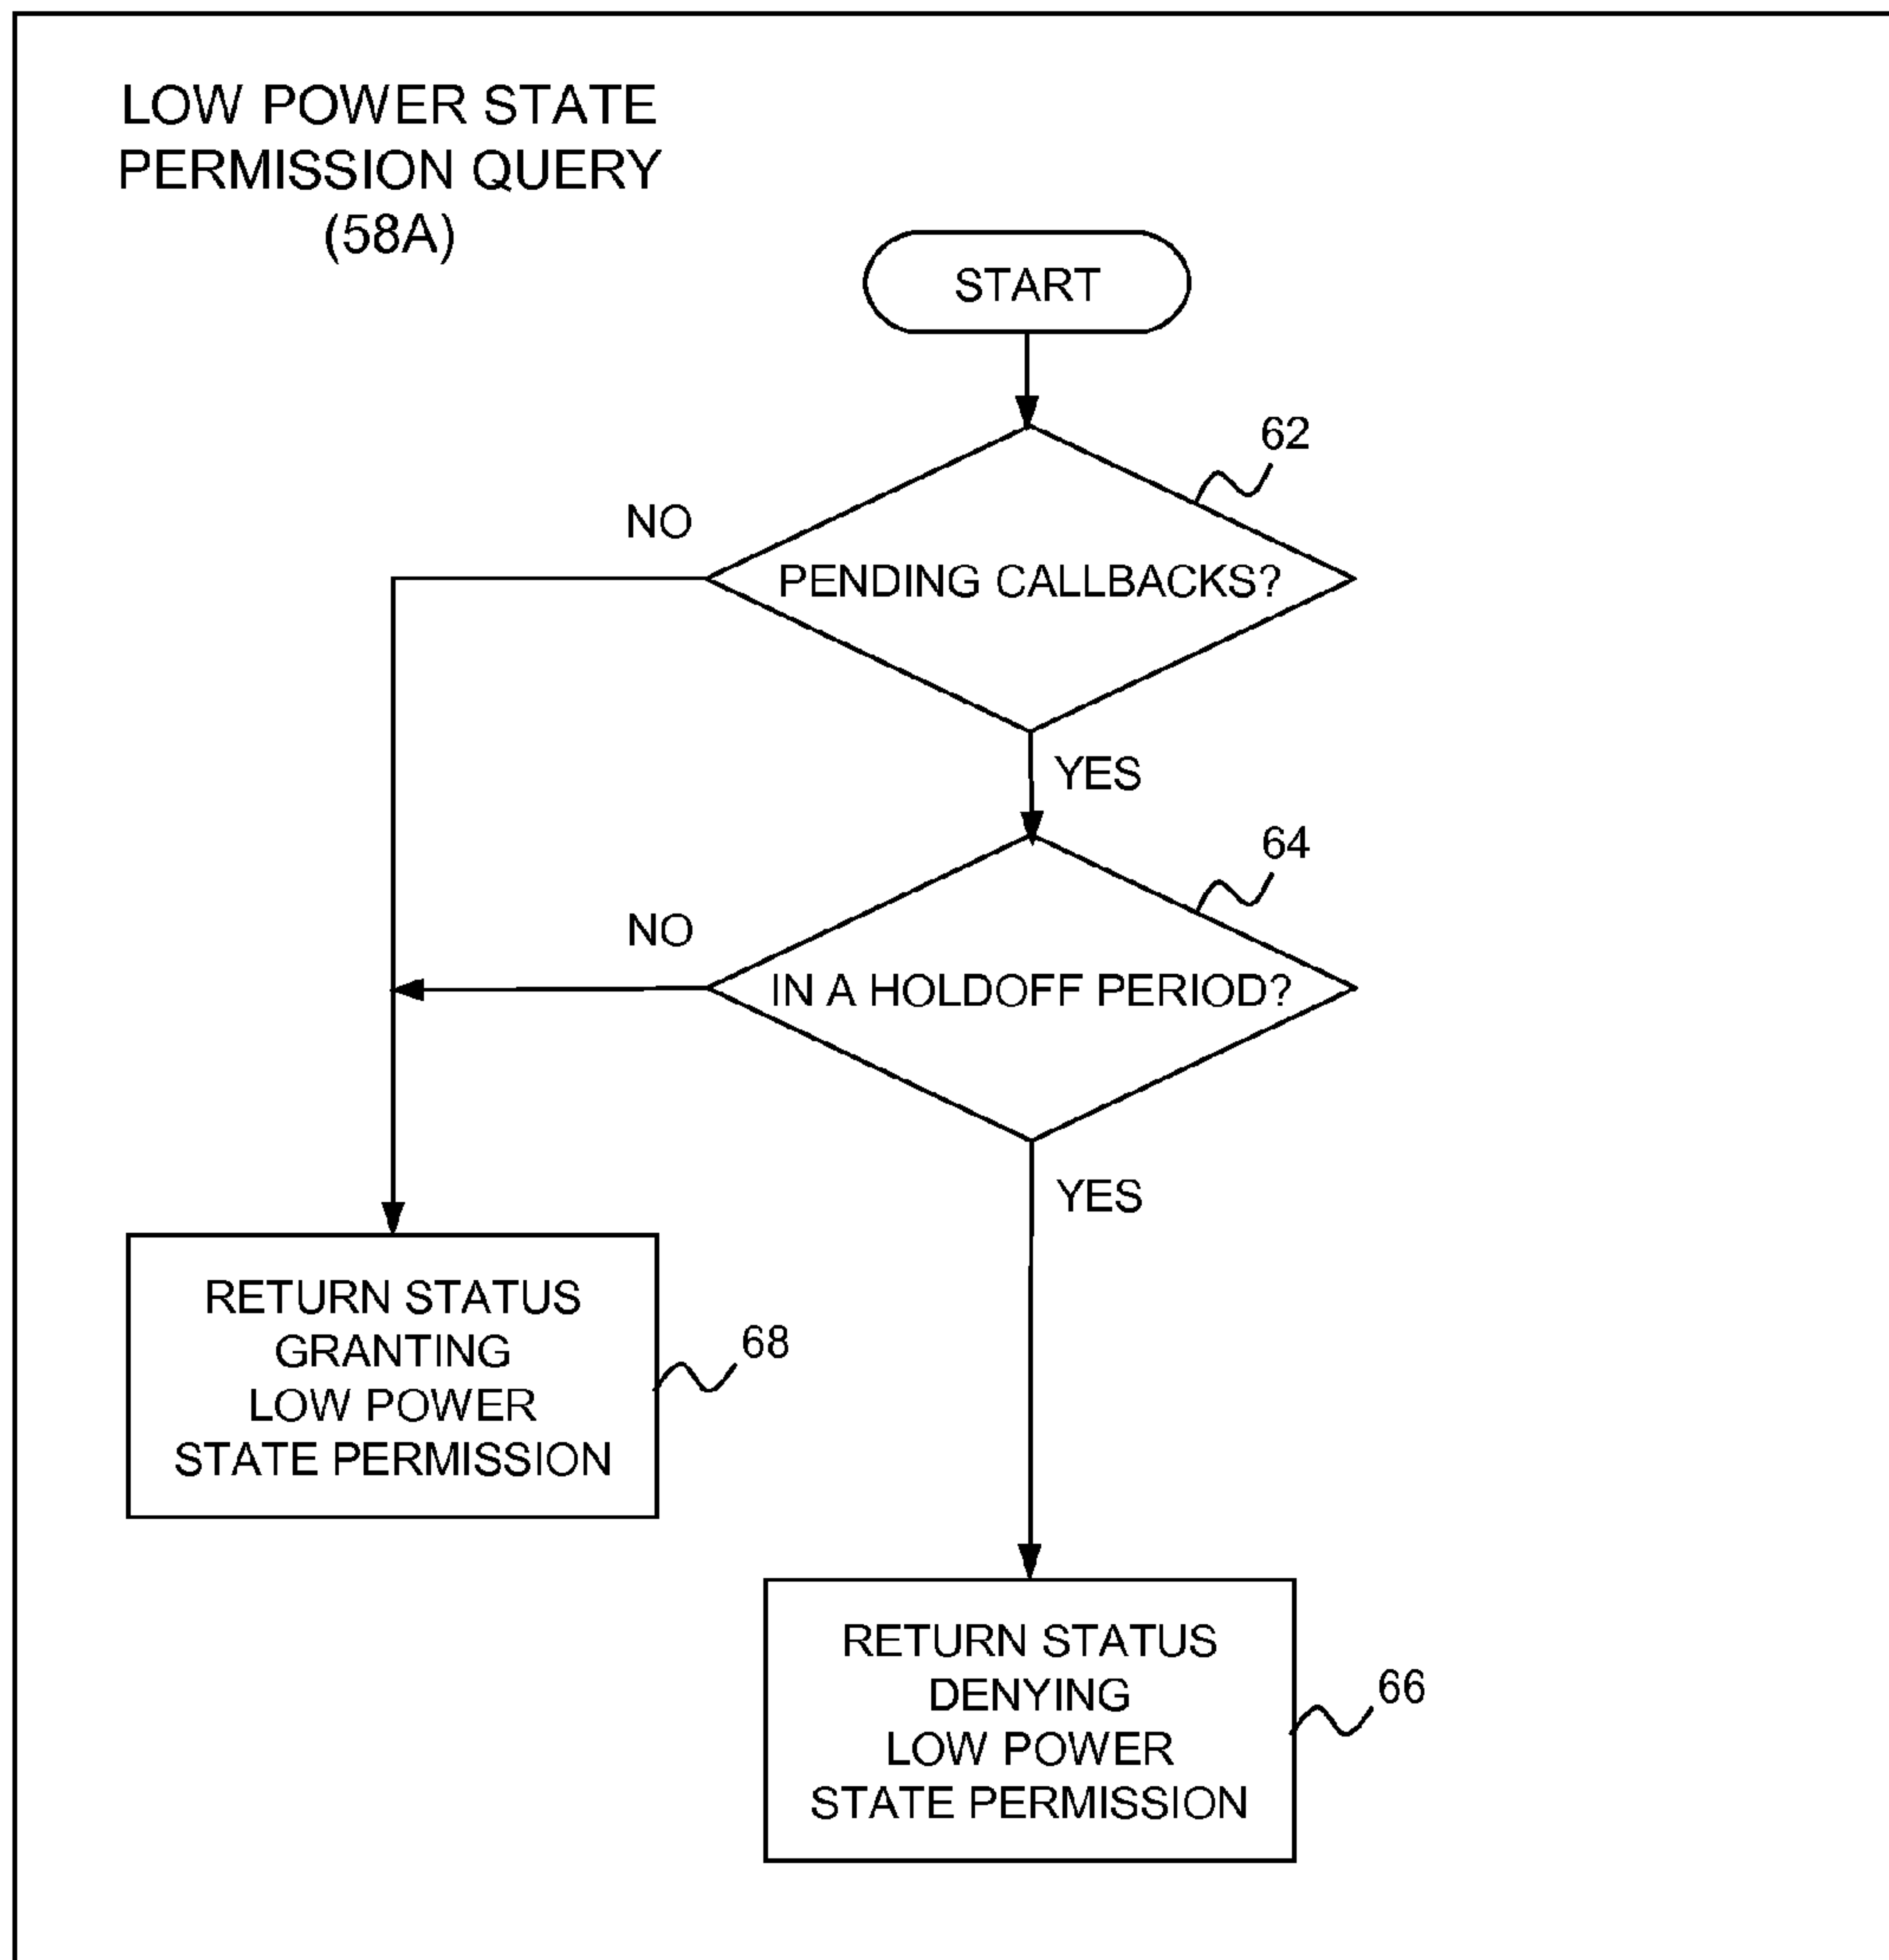 LOW POWER STATE
PERMISSION QUERY
(58A)
START
62
NO
PENDING CALLBACKS?
YES
64
NO
IN A HOLDOFF PERIOD?
YES
RETURN STATUS
GRANTING
LOW POWER
STATE PERMISSION
68
RETURN STATUS
DENYING
LOW POWER
STATE PERMISSION
66